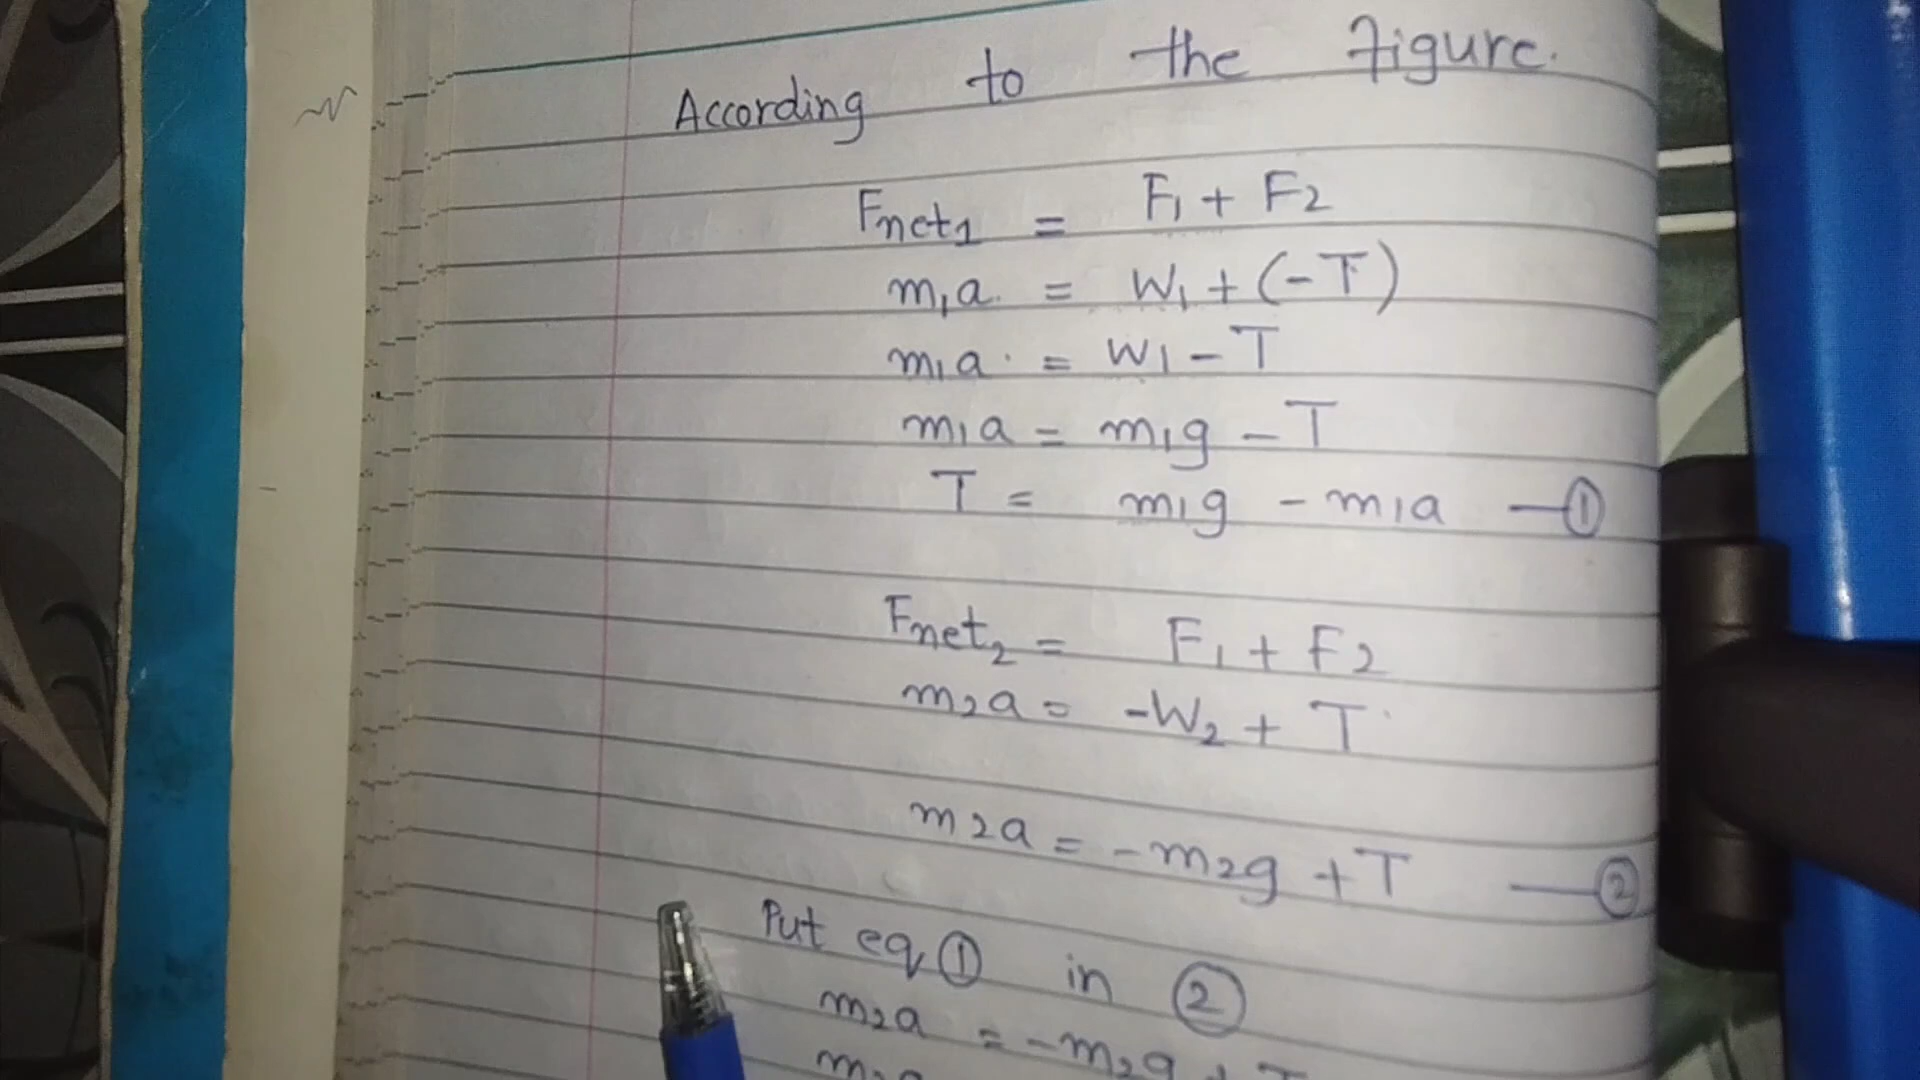 According to the figure.
Fnet1 = F1 + F2
m1a = W1 + (-T)
m1a = W1 - T
m1a = m1g - T
T = m1g - m1a —①
Fnet2 = F1 + F2
m2a = -W2 + T
m2a = -m2g + T —②
Put eq ① in ②
m2a = -m2g + T